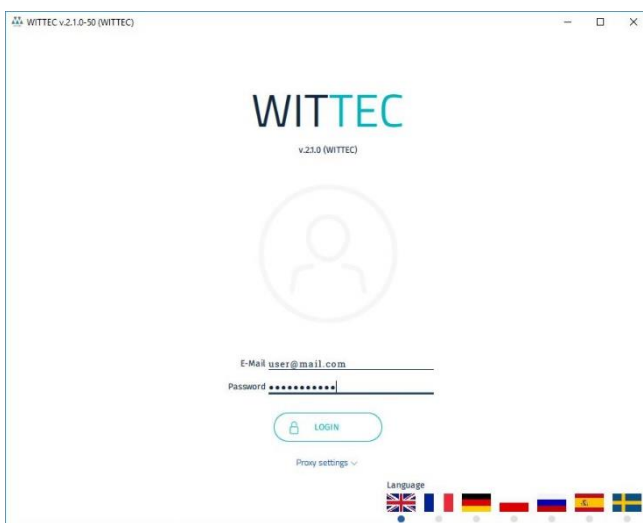 WITTEC v.2.1.0-50 (WITTEC)
WITTEC
v.2.1.0 (WITTEC)
E-Mail user@mail.com
Password •••••••••••
LOGIN
Proxy settings
Language